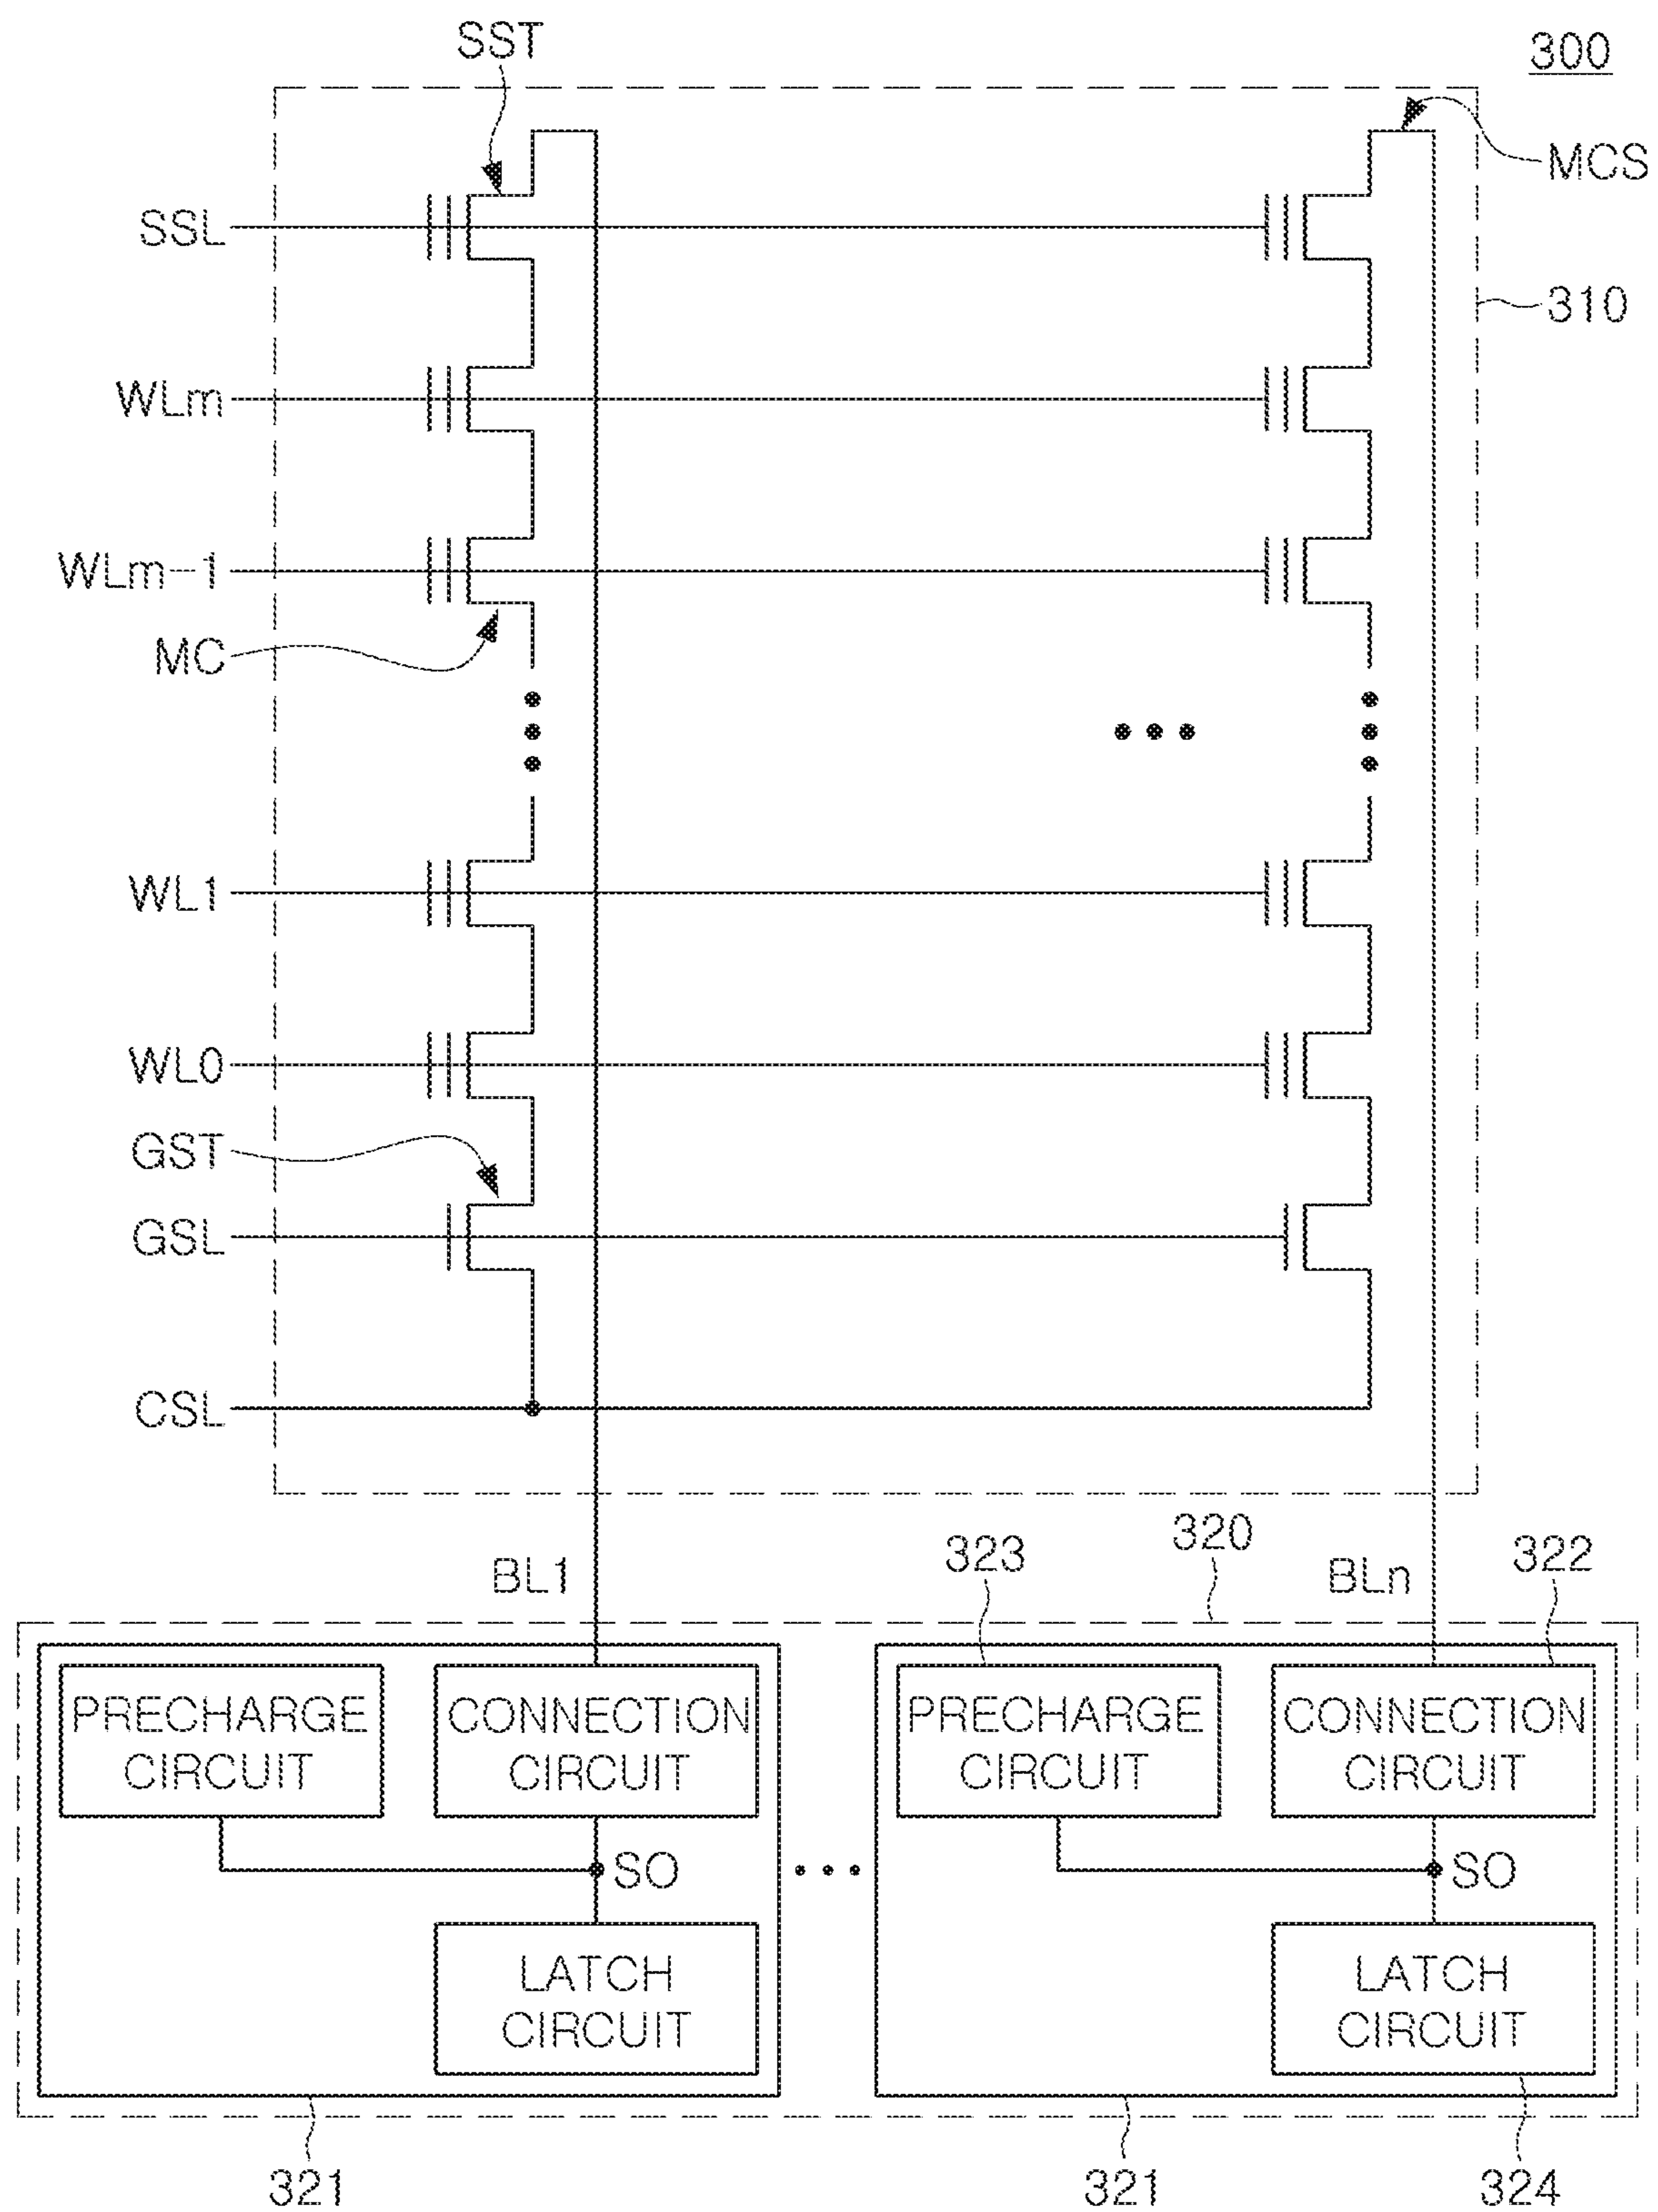 SST
300
MCS
SSL
310
WLm
WLm-1
MC
WL1
WL0
GST
GSL
CSL
BL1
323
320
BLn
322
PRECHARGE
CIRCUIT
CONNECTION
CIRCUIT
PRECHARGE
CIRCUIT
CONNECTION
CIRCUIT
SO
SO
LATCH
CIRCUIT
LATCH
CIRCUIT
321
321
324